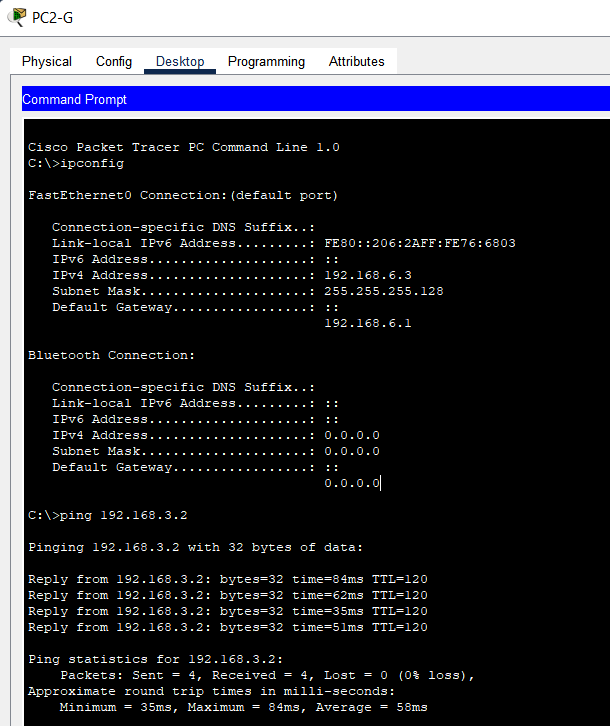 PC2-G
Physical Config Desktop Programming Attributes
Command Prompt
Cisco Packet Tracer PC Command Line 1.0
C:\>ipconfig
FastEthernet0 Connection:(default port)
Connection-specific DNS Suffix..:
Link-local IPv6 Address.........: FE80::206:2AFF:FE76:6803
IPv6 Address....................: ::
IPv4 Address....................: 192.168.6.3
Subnet Mask.....................: 255.255.255.128
Default Gateway.................: ::
192.168.6.1
Bluetooth Connection:
Connection-specific DNS Suffix..:
Link-local IPv6 Address.........: ::
IPv6 Address....................: ::
IPv4 Address....................: 0.0.0.0
Subnet Mask.....................: 0.0.0.0
Default Gateway.................: ::
0.0.0.0
C:\>ping 192.168.3.2
Pinging 192.168.3.2 with 32 bytes of data:
Reply from 192.168.3.2: bytes=32 time=84ms TTL=120
Reply from 192.168.3.2: bytes=32 time=62ms TTL=120
Reply from 192.168.3.2: bytes=32 time=35ms TTL=120
Reply from 192.168.3.2: bytes=32 time=51ms TTL=120
Ping statistics for 192.168.3.2:
Packets: Sent = 4, Received = 4, Lost = 0 (0% loss),
Approximate round trip times in milli-seconds:
Minimum = 35ms, Maximum = 84ms, Average = 58ms